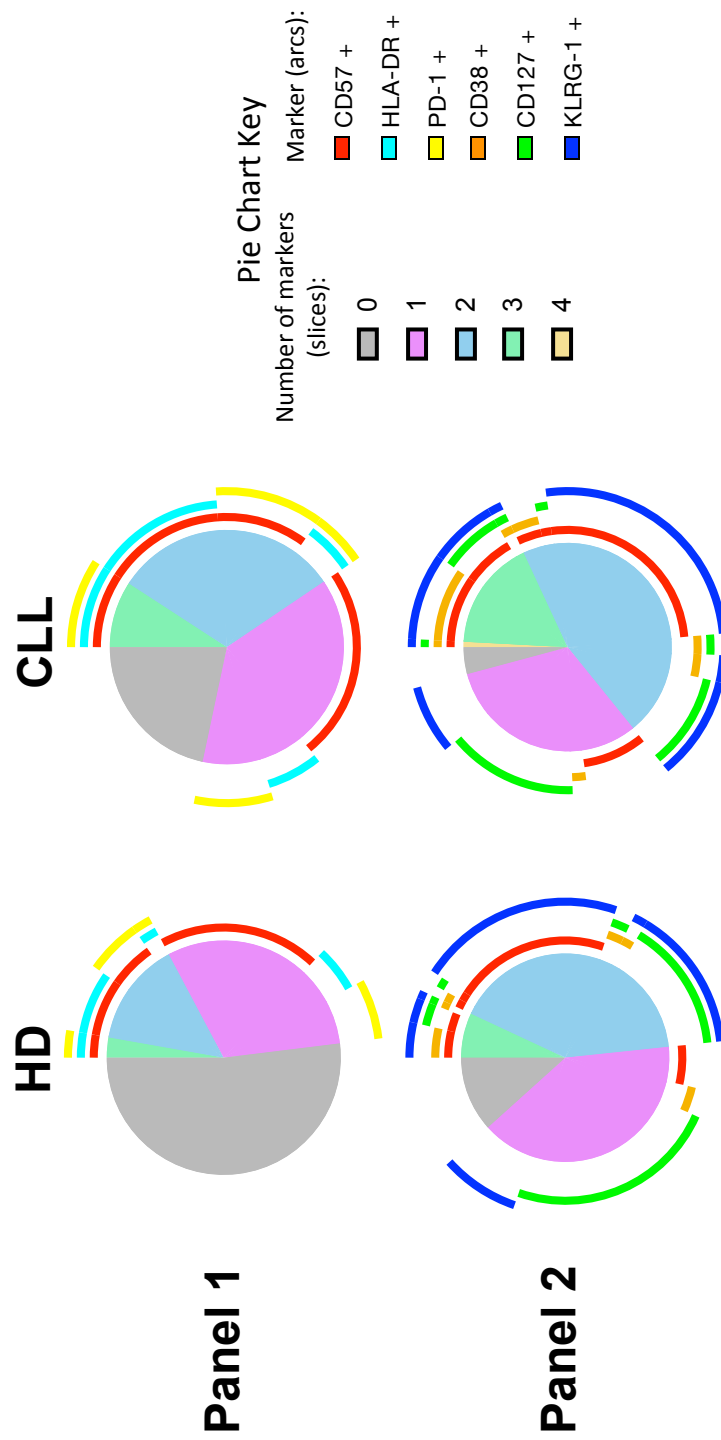 HD
CLL
Panel 1
Panel 2
Pie Chart Key
Number of markers
(slices):
0
1
2
3
4
Marker (arcs):
CD57 +
HLA-DR +
PD-1 +
CD38 +
CD127 +
KLRG-1 +